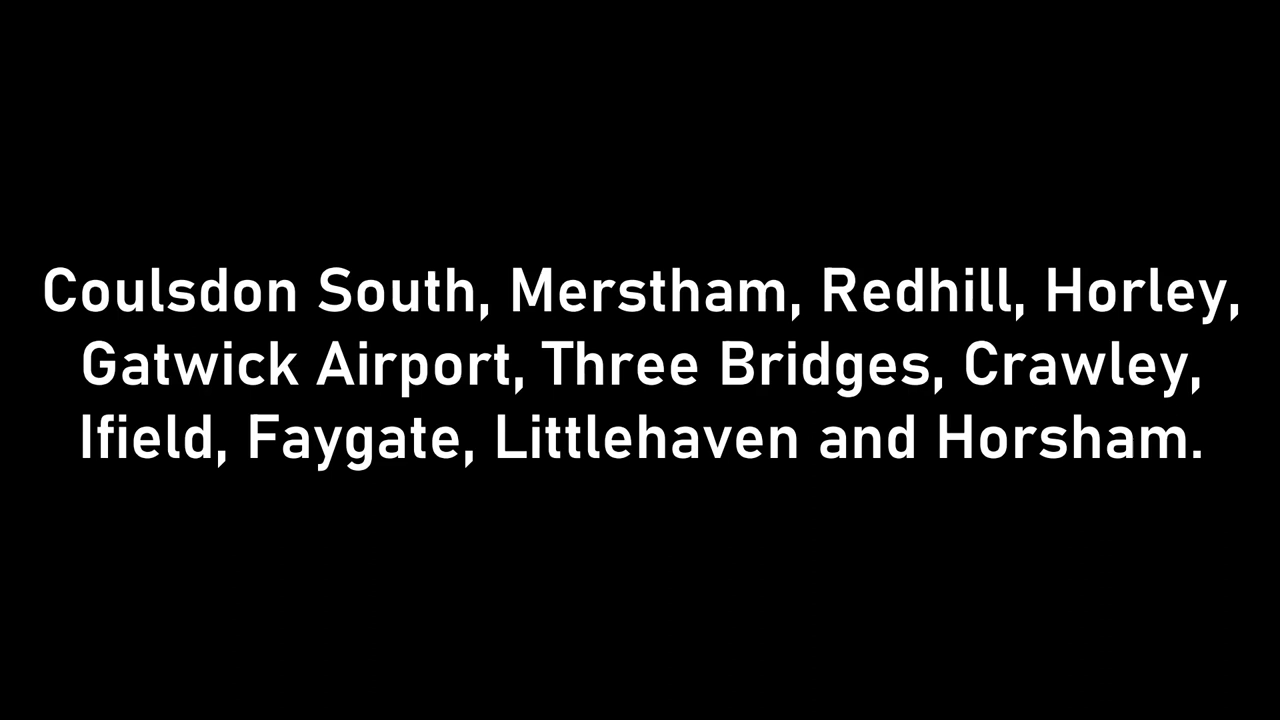 Coulsdon South, Merstham, Redhill, Horley,
Gatwick Airport, Three Bridges, Crawley,
Ifield, Faygate, Littlehaven and Horsham.